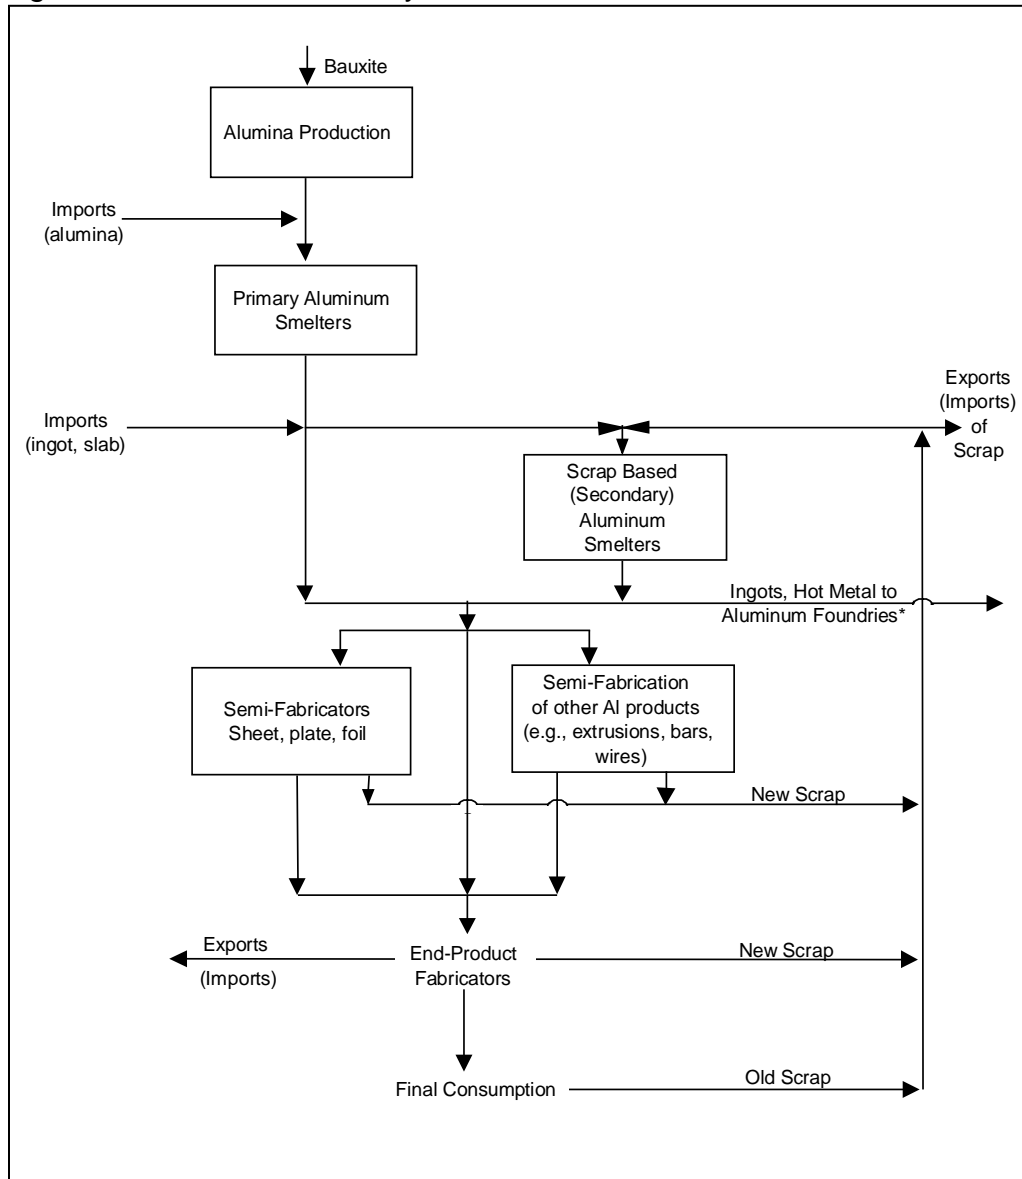 Bauxite
Alumina Production
Imports
(alumina)
Primary Aluminum
Smelters
Exports
(Imports)
of
Scrap
Imports
(ingot, slab)
Scrap Based
(Secondary)
Aluminum
Smelters
Ingots, Hot Metal to
Aluminum Foundries*
Semi-Fabricators
Sheet, plate, foil
Semi-Fabrication
of other Al products
(e.g., extrusions, bars,
wires)
New Scrap
Exports
(Imports)
End-Product
Fabricators
New Scrap
Final Consumption
Old Scrap